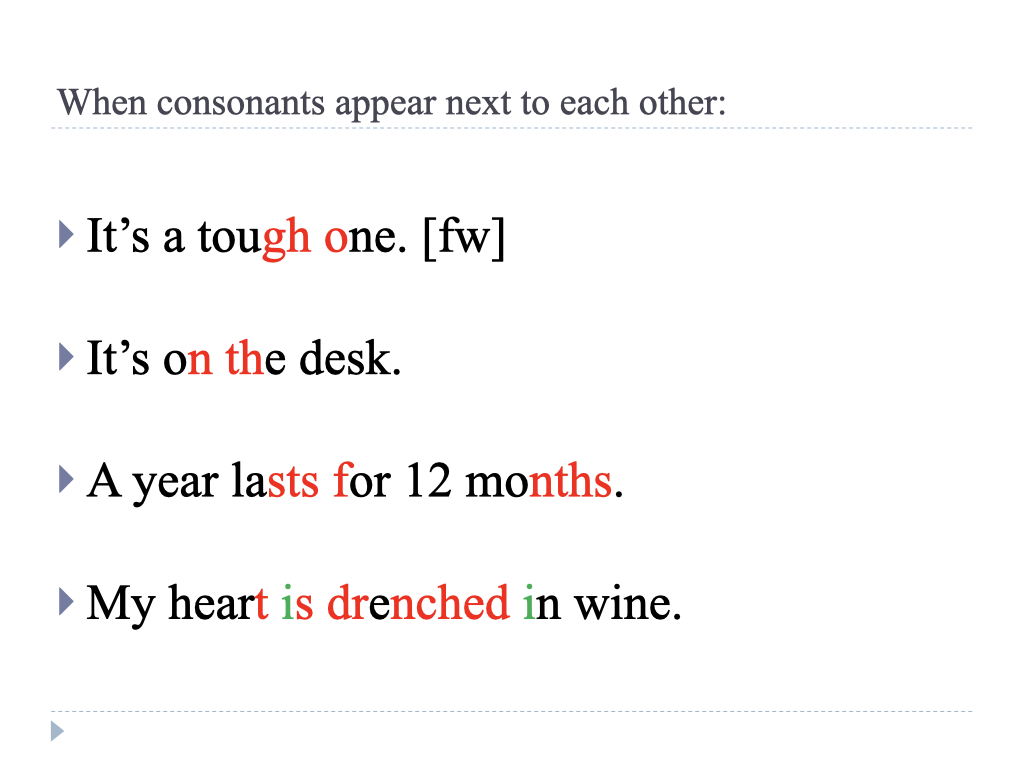 When consonants appear next to each other:
It’s a tough one. [fw]
It’s on the desk.
A year lasts for 12 months.
My heart is drenched in wine.